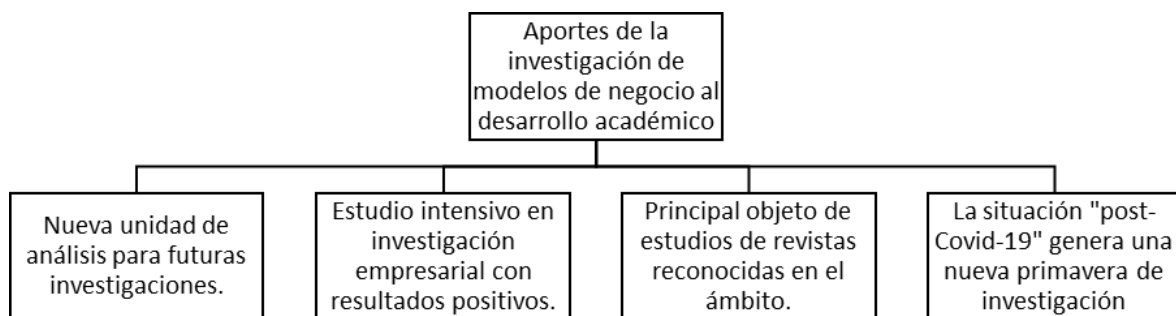 Aportes de la
investigación de
modelos de negocio al
desarrollo académico
Nueva unidad de
análisis para futuras
investigaciones.
Estudio intensivo en
investigación
empresarial con
resultados positivos.
Principal objeto de
estudios de revistas
reconocidas en el
ámbito.
La situación "post-
Covid-19" genera una
nueva primavera de
investigación